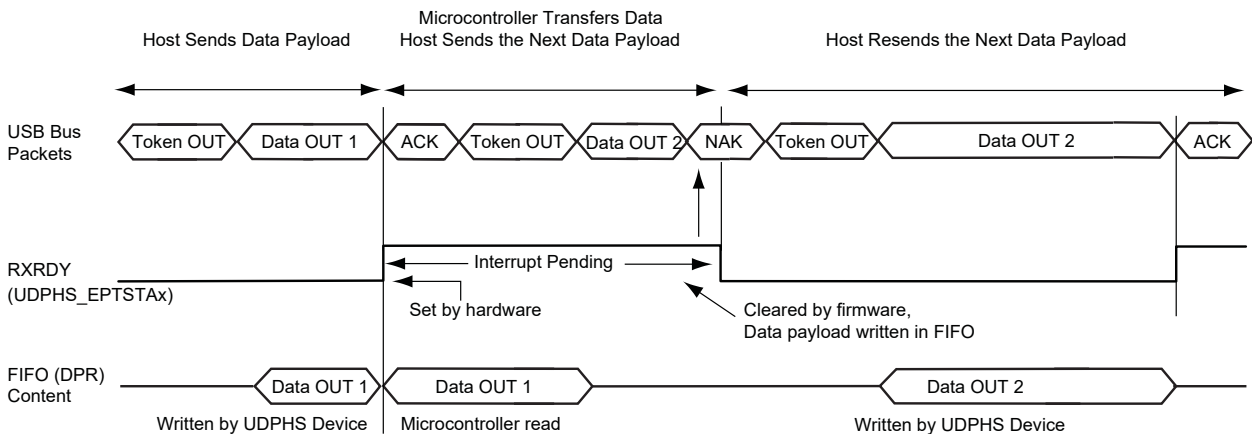 Microcontroller Transfers Data
Host Sends Data Payload
Host Sends the Next Data Payload
Host Resends the Next Data Payload
USB Bus
Packets
Token OUT
Data OUT 1
ACK
Token OUT
Data OUT 2
NAK
Token OUT
Data OUT 2
ACK
RXRDY
(UDPHS_EPTSTAx)
Interrupt Pending
Set by hardware
Cleared by firmware,
Data payload written in FIFO
FIFO (DPR)
Content
Data OUT 1
Data OUT 1
Data OUT 2
Written by UDPHS Device
Microcontroller read
Written by UDPHS Device